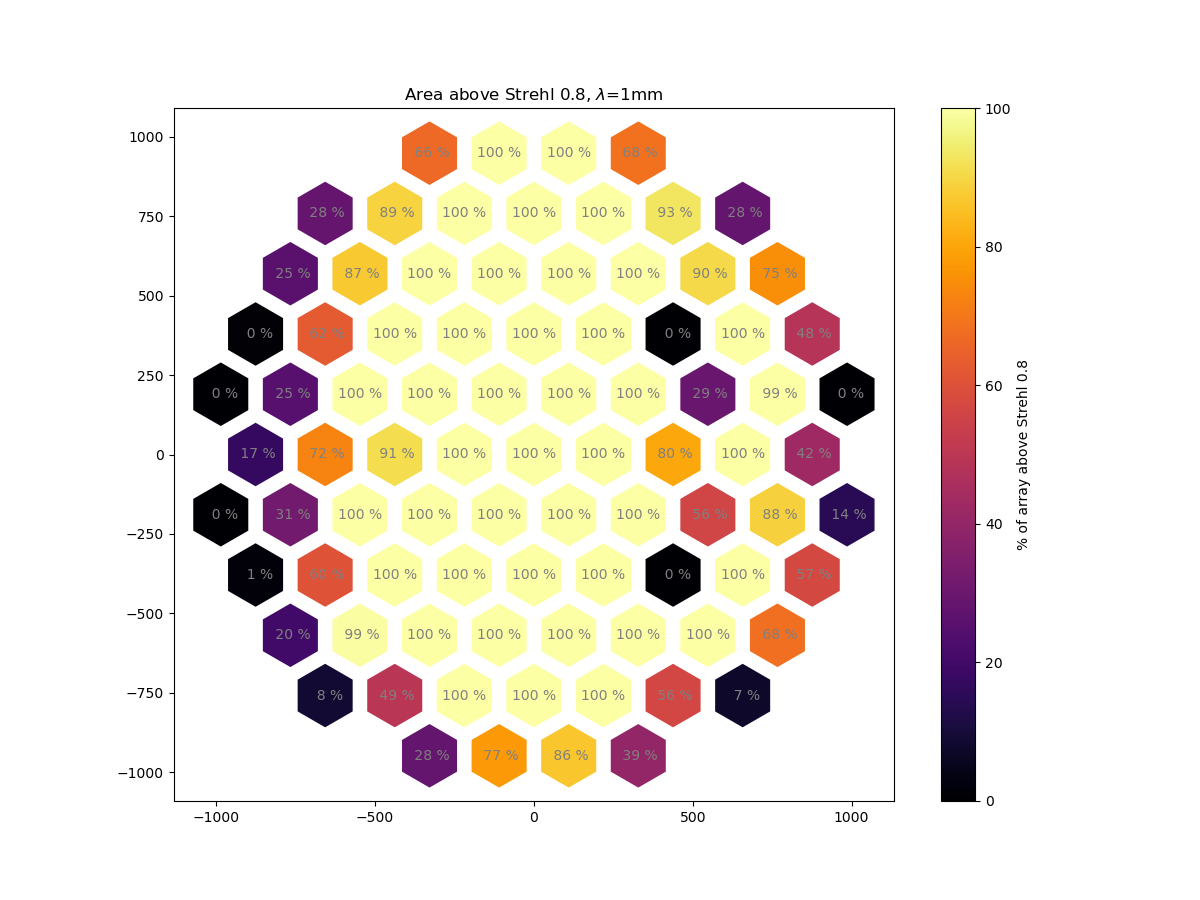 Area above Strehl 0.8, λ=1mm
1000
66 % 100 % 100 % 68 %
750
28 % 89 % 100 % 100 % 100 % 93 % 28 %
500
25 % 87 % 100 % 100 % 100 % 100 % 90 % 75 %
0 % 100 % 100 % 100 % 100 % 0 % 100 % 48 %
250
0 % 25 % 100 % 100 % 100 % 100 % 100 % 29 % 99 % 0 %
0
17 % 72 % 91 % 100 % 100 % 100 % 80 % 100 % 42 %
−250
0 % 31 % 100 % 100 % 100 % 100 % 100 % 56 % 88 % 14 %
1 % 60 % 100 % 100 % 100 % 100 % 0 % 100 % 57 %
−500
20 % 99 % 100 % 100 % 100 % 100 % 100 % 68 %
−750
8 % 49 % 100 % 100 % 100 % 56 % 7 %
−1000
28 % 77 % 86 % 39 %
−1000 −500 0 500 1000
100
80
60
40
20
0
% of array above Strehl 0.8